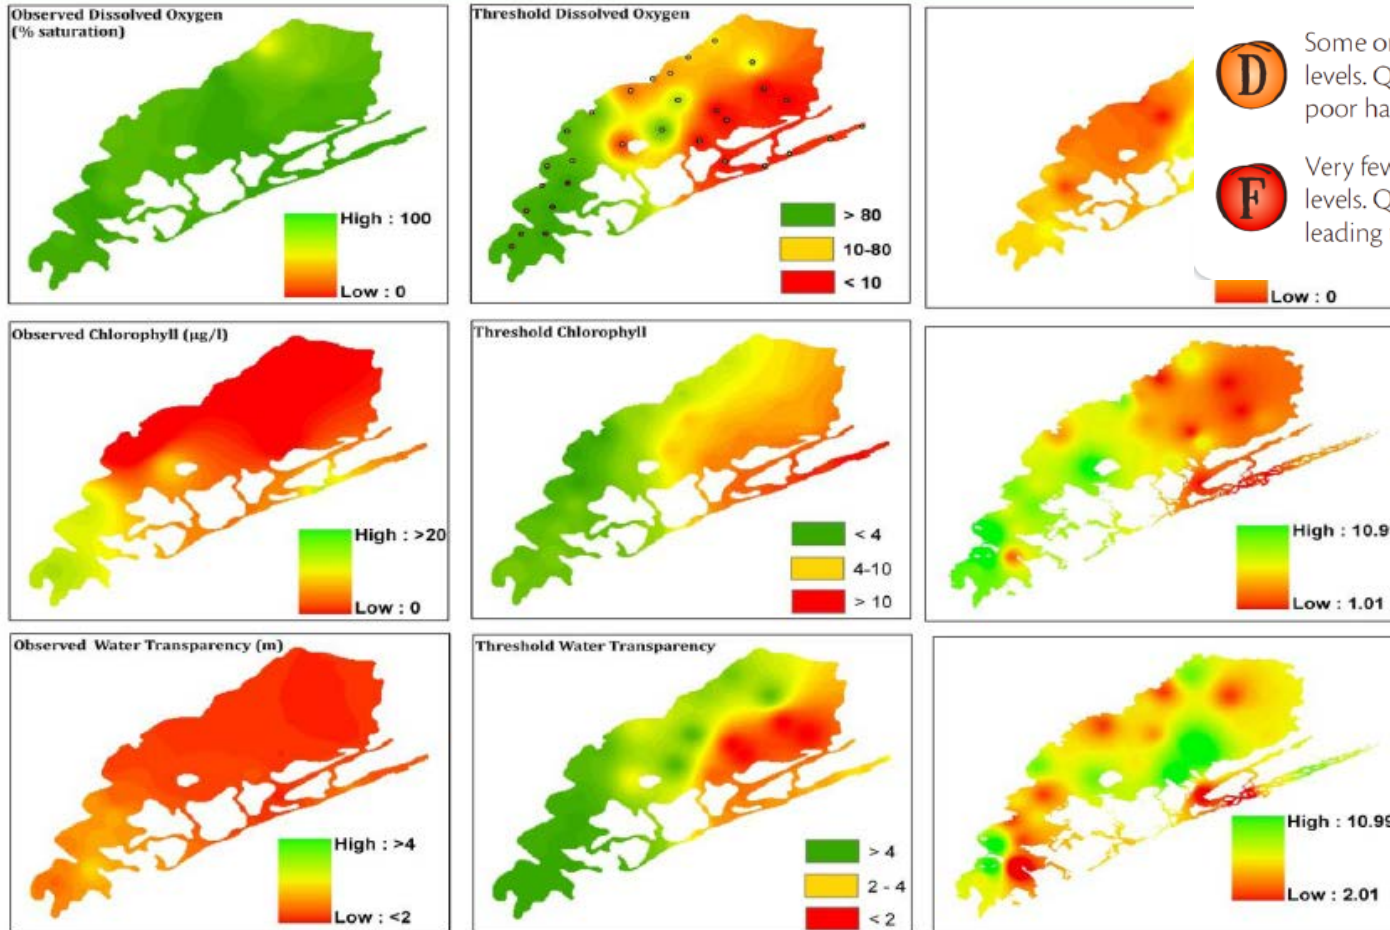 Observed Dissolved Oxygen
(% saturation)
High : 100
Low : 0
Threshold Dissolved Oxygen
> 80
10-80
< 10
D
Some
levels.
poor
F
Very few
levels.
leading
Low : 0
Observed Chlorophyll (µg/l)
High : >20
Low : 0
Threshold Chlorophyll
< 4
4-10
> 10
High : 10.9
Low : 1.01
Observed Water Transparency (m)
High : >4
Low : <2
Threshold Water Transparency
> 4
2 - 4
< 2
High : 10.99
Low : 2.01